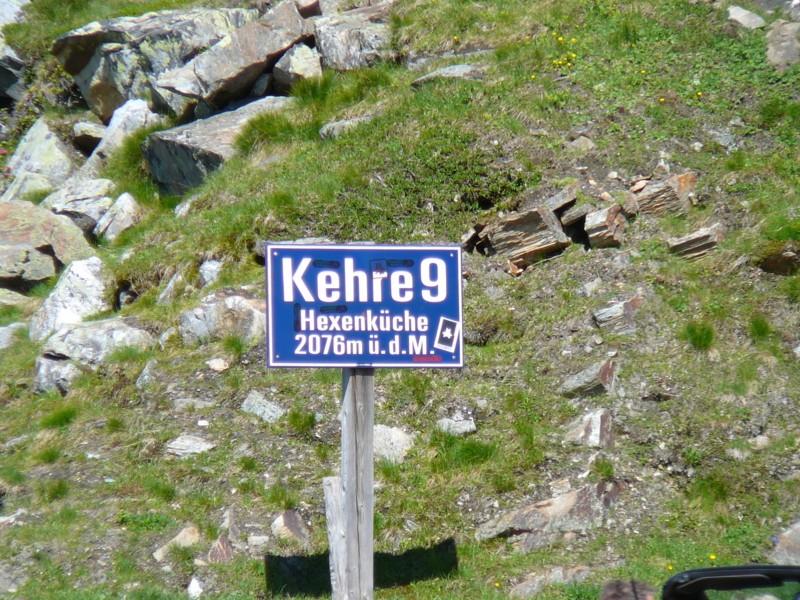 Kehre 9
Hexenküche
2076m ü.d.M.